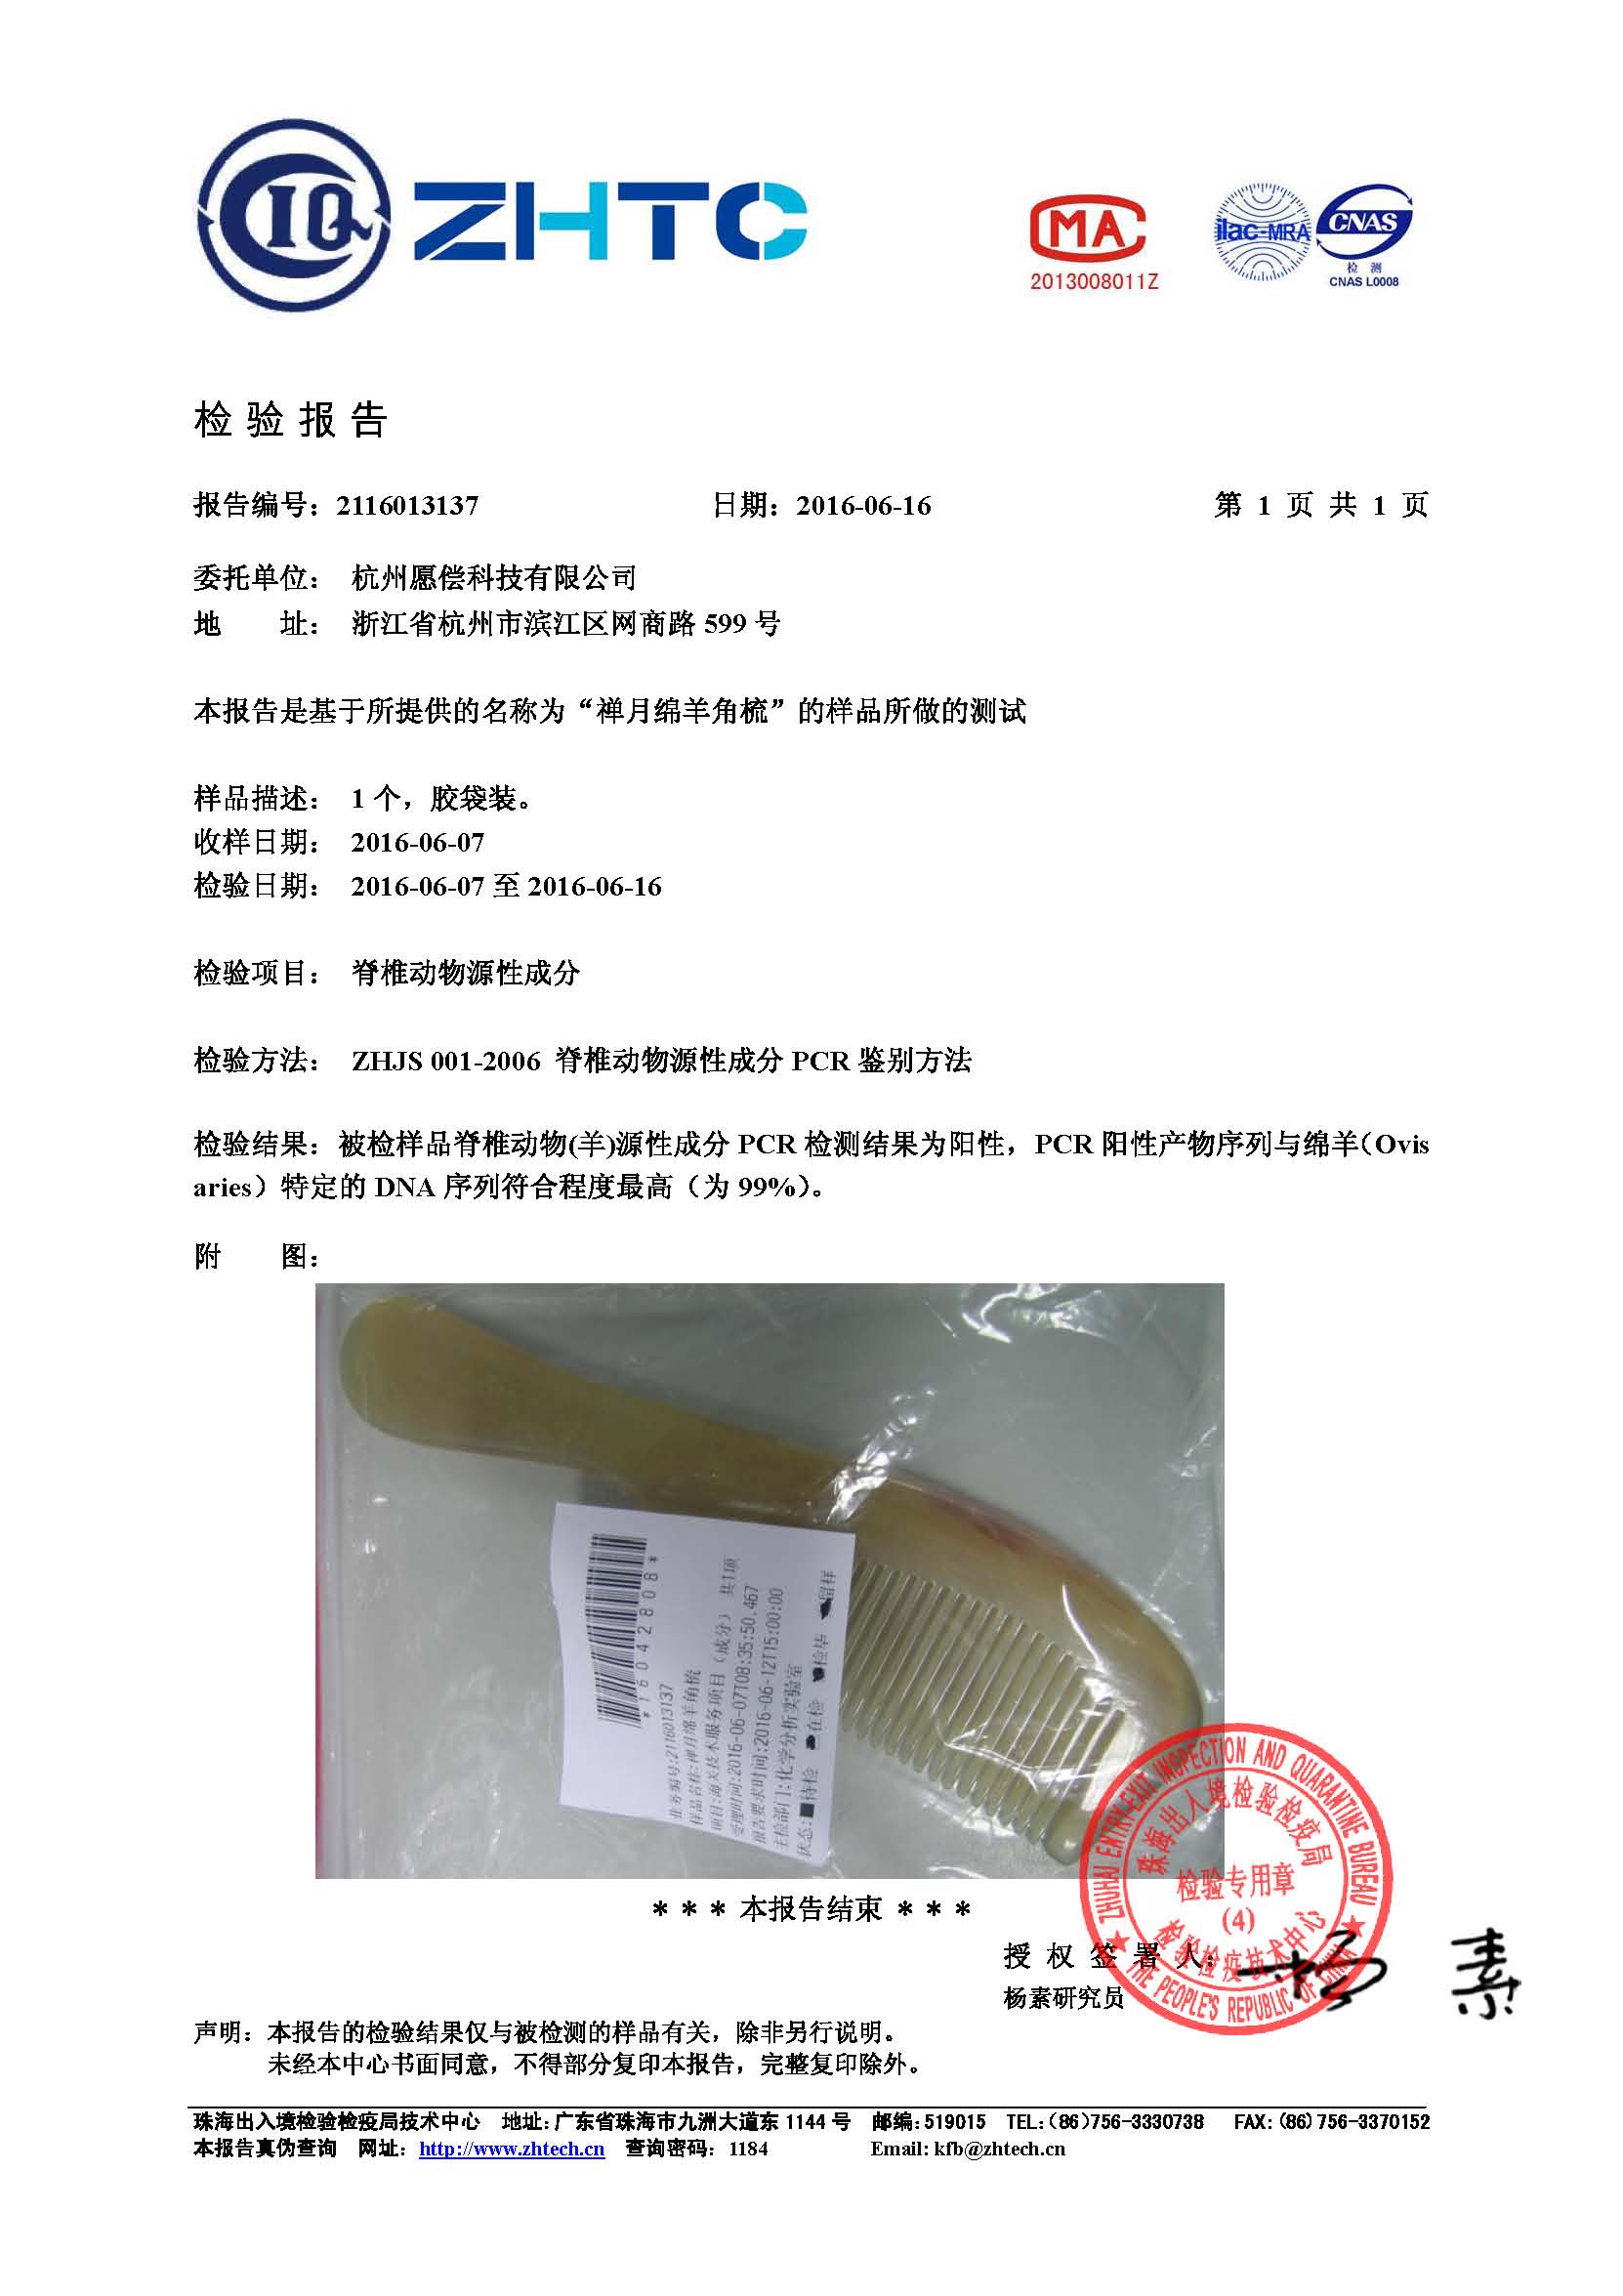 CIQ ZHTC
MA
2013008011Z
ilac-MRA
CNAS
检 测
CNAS L0008
检验报告
报告编号：2116013137 日期：2016-06-16 第 1 页 共 1 页
委托单位： 杭州愿偿科技有限公司
地 址： 浙江省杭州市滨江区网商路 599 号
本报告是基于所提供的名称为“禅月绵羊角梳”的样品所做的测试
样品描述： 1 个，胶袋装。
收样日期： 2016-06-07
检验日期： 2016-06-07 至 2016-06-16
检验项目： 脊椎动物源性成分
检验方法： ZHJS 001-2006 脊椎动物源性成分 PCR 鉴别方法
检验结果：被检样品脊椎动物(羊)源性成分 PCR 检测结果为阳性，PCR 阳性产物序列与绵羊（Ovis
aries）特定的 DNA 序列符合程度最高（为 99%）。
附 图：
*16042808*
业务编号:2116013137
样品名称:禅月绵羊角梳
项目:海关技术服务项目（成分） 共1项
受理时间:2016-06-07T08:35:50.467
报告要求时间:2016-06-12T15:00:00
主检部门:化学分析实验室
状态:■待检 在检 检毕 留样
＊＊＊ 本报告结束 ＊＊＊
ZHUHAI ENTRY-EXIT INSPECTION AND QUARANTINE BUREAU
THE PEOPLE'S REPUBLIC OF CHINA
珠海出入境检验检疫局
检验专用章
(4)
检验检疫技术中心
授权签署人： 杨 素
杨素研究员
声明：本报告的检验结果仅与被检测的样品有关，除非另行说明。
未经本中心书面同意，不得部分复印本报告，完整复印除外。
珠海出入境检验检疫局技术中心 地址：广东省珠海市九洲大道东 1144 号 邮编：519015 TEL：(86)756-3330738 FAX：(86)756-3370152
本报告真伪查询 网址：http://www.zhtech.cn 查询密码：1184 Email: kfb@zhtech.cn